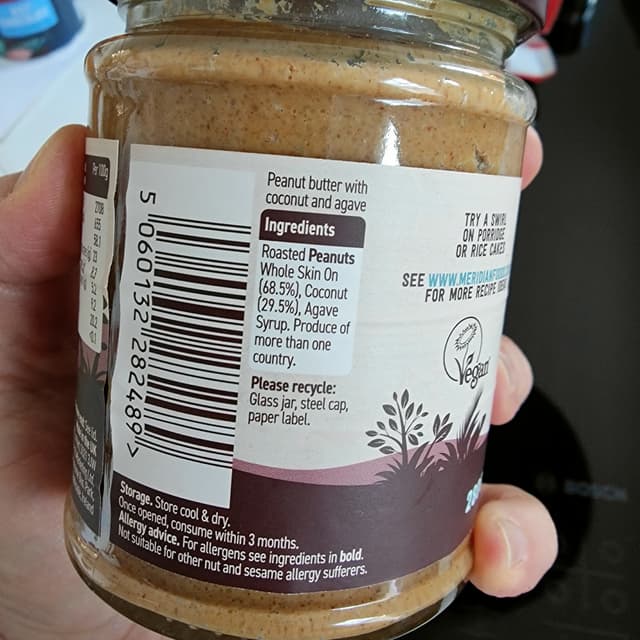 Per 100g
5 060132 282489 >
Peanut butter with
coconut and agave
Ingredients
Roasted Peanuts
Whole Skin On
(68.5%), Coconut
(29.5%), Agave
Syrup. Produce of
more than one
country.
Please recycle:
Glass jar, steel cap,
paper label.
TRY A SWIRL
ON PORRIDGE
OR RICE CAKES
SEE WWW.MERIDIANFOODS
FOR MORE RECIPE
Vegan
Storage. Store cool & dry.
Once opened, consume within 3 months.
Allergy advice. For allergens see ingredients in bold.
Not suitable for other nut and sesame allergy sufferers.
BOSCH